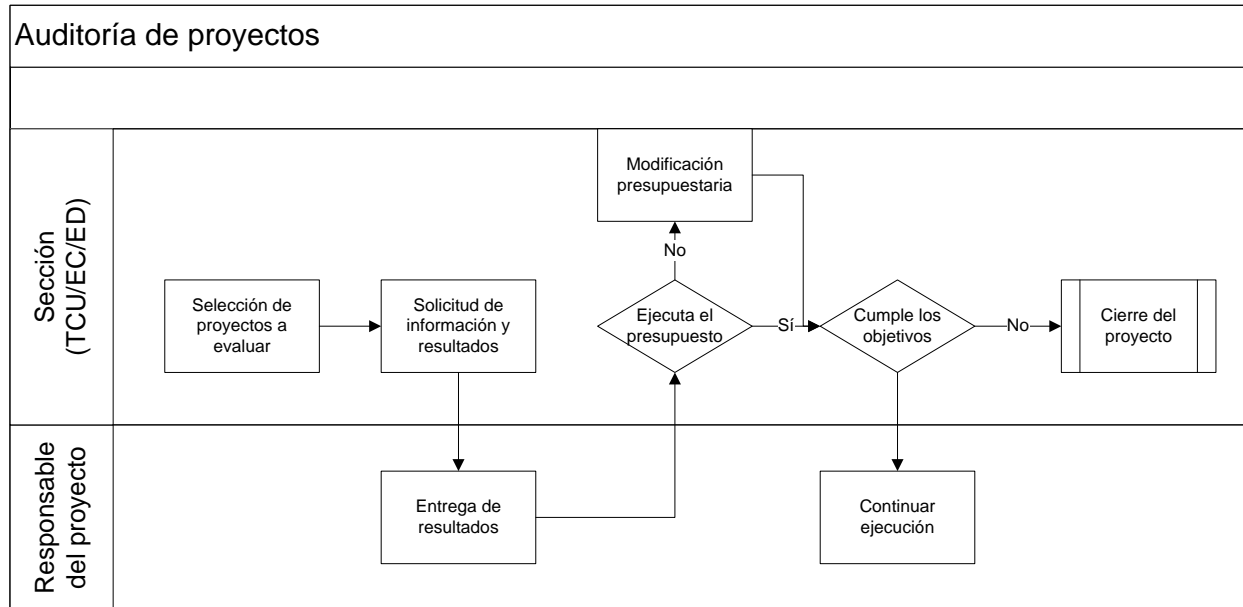 Auditoría de proyectos
Sección
(TCU/EC/ED)
Selección de
proyectos a
evaluar
Solicitud de
información y
resultados
Modificación
presupuestaria
No
Ejecuta el
presupuesto
Sí
Cumple los
objetivos
No
Cierre del
proyecto
Responsable
del proyecto
Entrega de
resultados
Continuar
ejecución